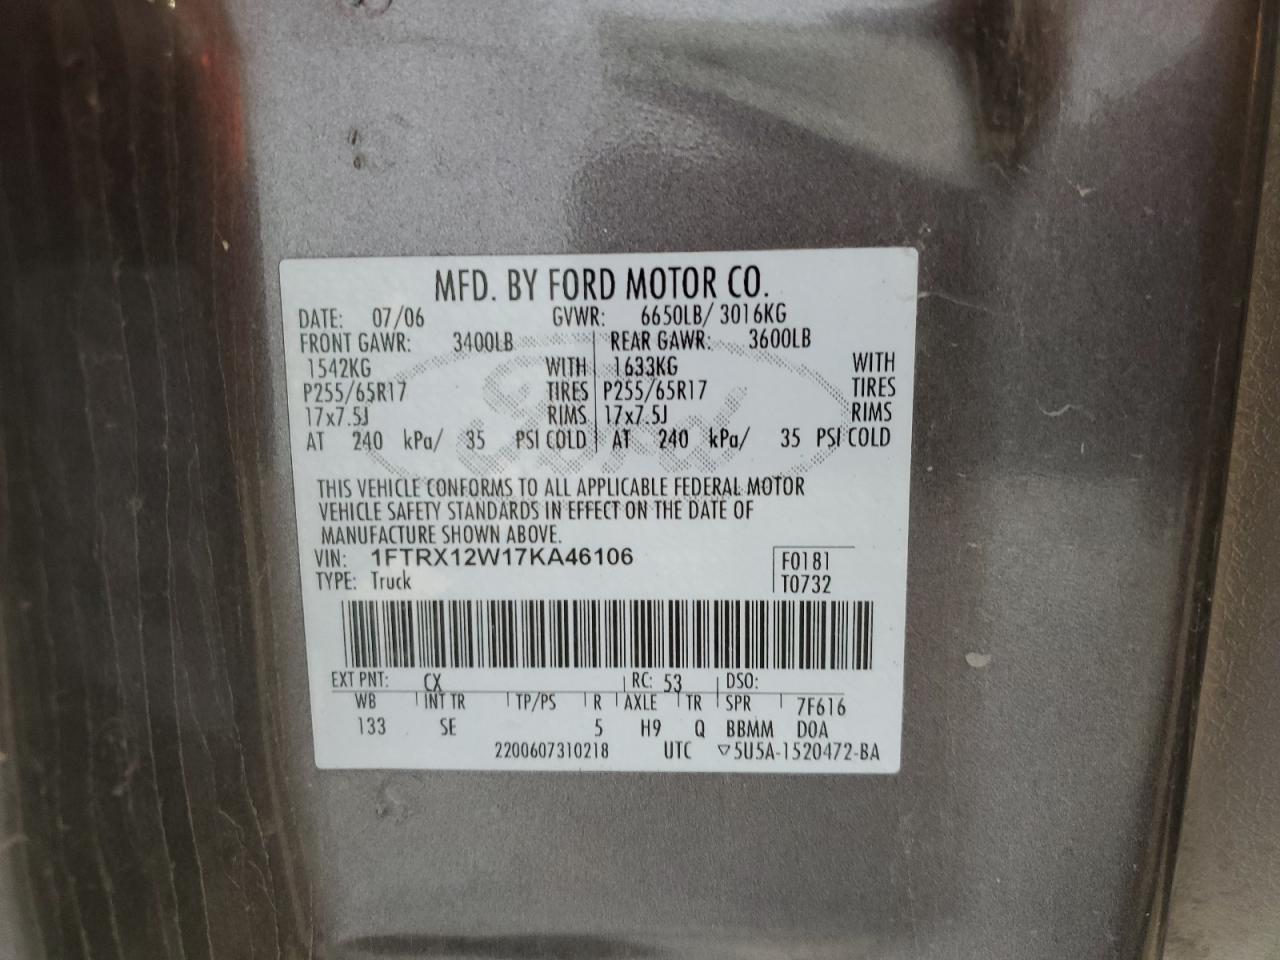 MFD. BY FORD MOTOR CO.
DATE: 07/06 GVWR: 6650LB/ 3016KG
FRONT GAWR: 3400LB REAR GAWR: 3600LB
1542KG WITH 1633KG WITH
P255/65R17 TIRES P255/65R17 TIRES
17x7.5J RIMS 17x7.5J RIMS
AT 240 kPa/ 35 PSI COLD AT 240 kPa/ 35 PSI COLD
Ford
THIS VEHICLE CONFORMS TO ALL APPLICABLE FEDERAL MOTOR
VEHICLE SAFETY STANDARDS IN EFFECT ON THE DATE OF
MANUFACTURE SHOWN ABOVE.
VIN: 1FTRX12W17KA46106 F0181
TYPE: Truck T0732
EXT PNT: CX RC: 53 DSO:
WB INT TR TP/PS R AXLE TR SPR 7F616
133 SE 5 H9 Q BBMM DOA
2200607310218 UTC ▽5U5A-1520472-BA